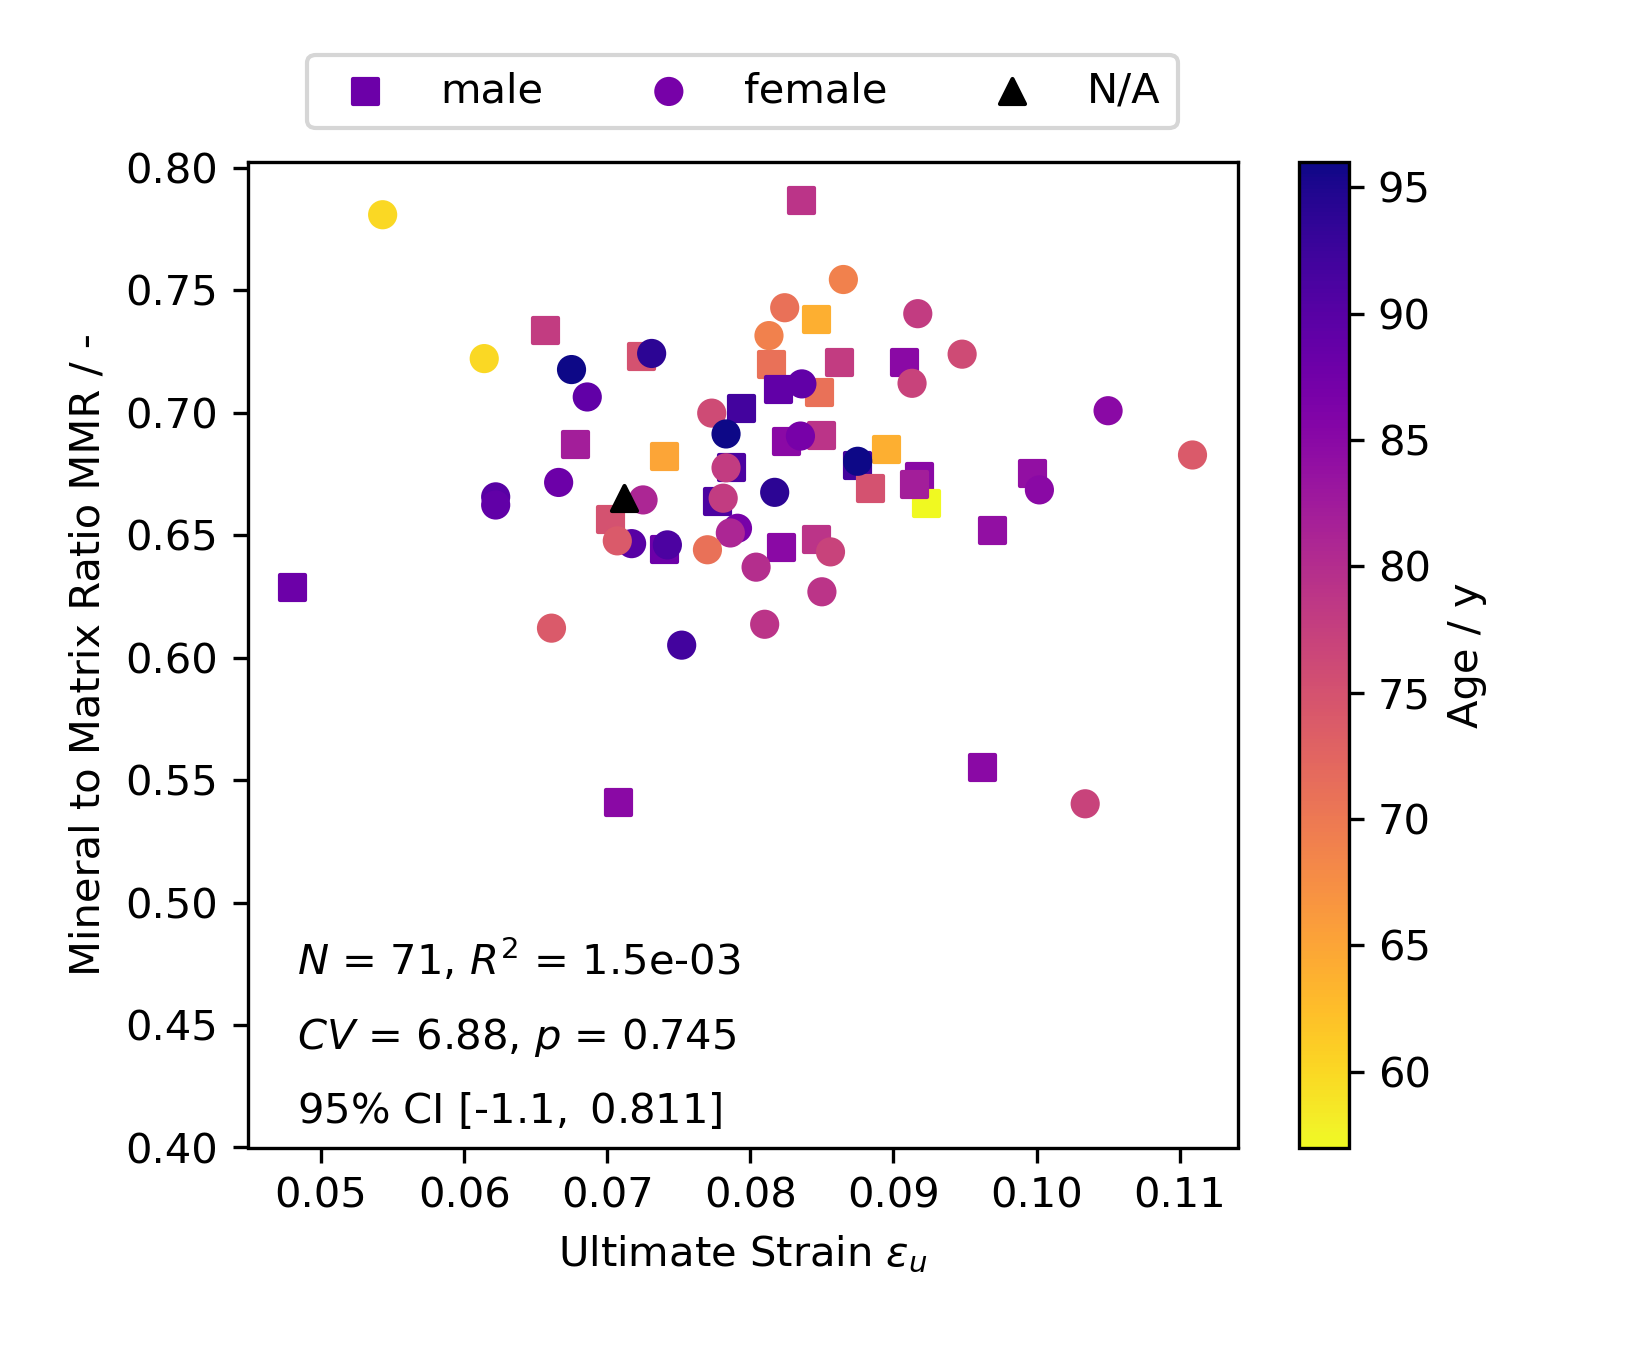 male female N/A
0.80
0.75
0.70
0.65
0.60
0.55
0.50
0.45
0.40
Mineral to Matrix Ratio MMR / -
N = 71, R² = 1.5e-03
CV = 6.88, p = 0.745
95% CI [-1.1, 0.811]
0.05 0.06 0.07 0.08 0.09 0.10 0.11
Ultimate Strain εᵤ
95
90
85
80
75
70
65
60
Age / y